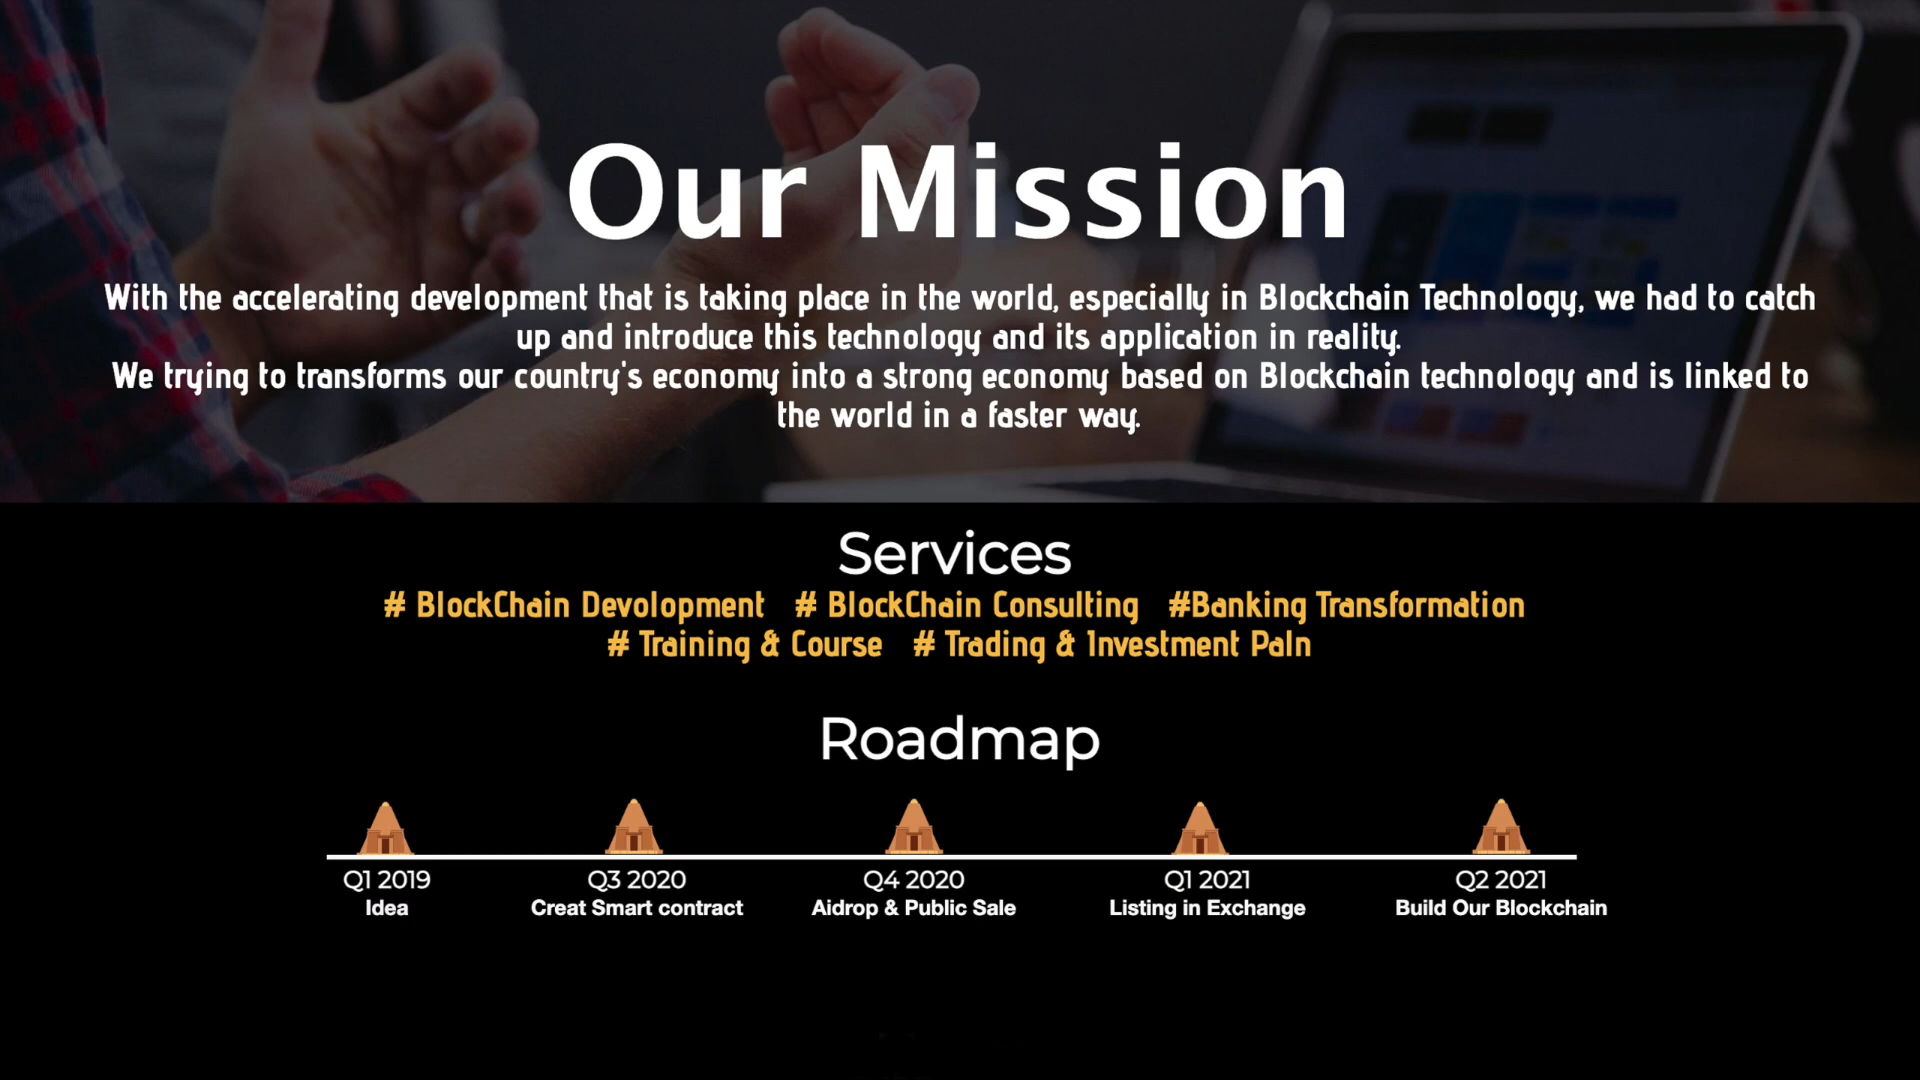 Our Mission
With the accelerating development that is taking place in the world, especially in Blockchain Technology, we had to catch
up and introduce this technology and its application in reality.
We trying to transforms our country's economy into a strong economy based on Blockchain technology and is linked to
the world in a faster way.
Services
# BlockChain Devolopment # BlockChain Consulting #Banking Transformation
# Training & Course # Trading & Investment Paln
Roadmap
Q1 2019 Q3 2020 Q4 2020 Q1 2021 Q2 2021
Idea Creat Smart contract Aidrop & Public Sale Listing in Exchange Build Our Blockchain